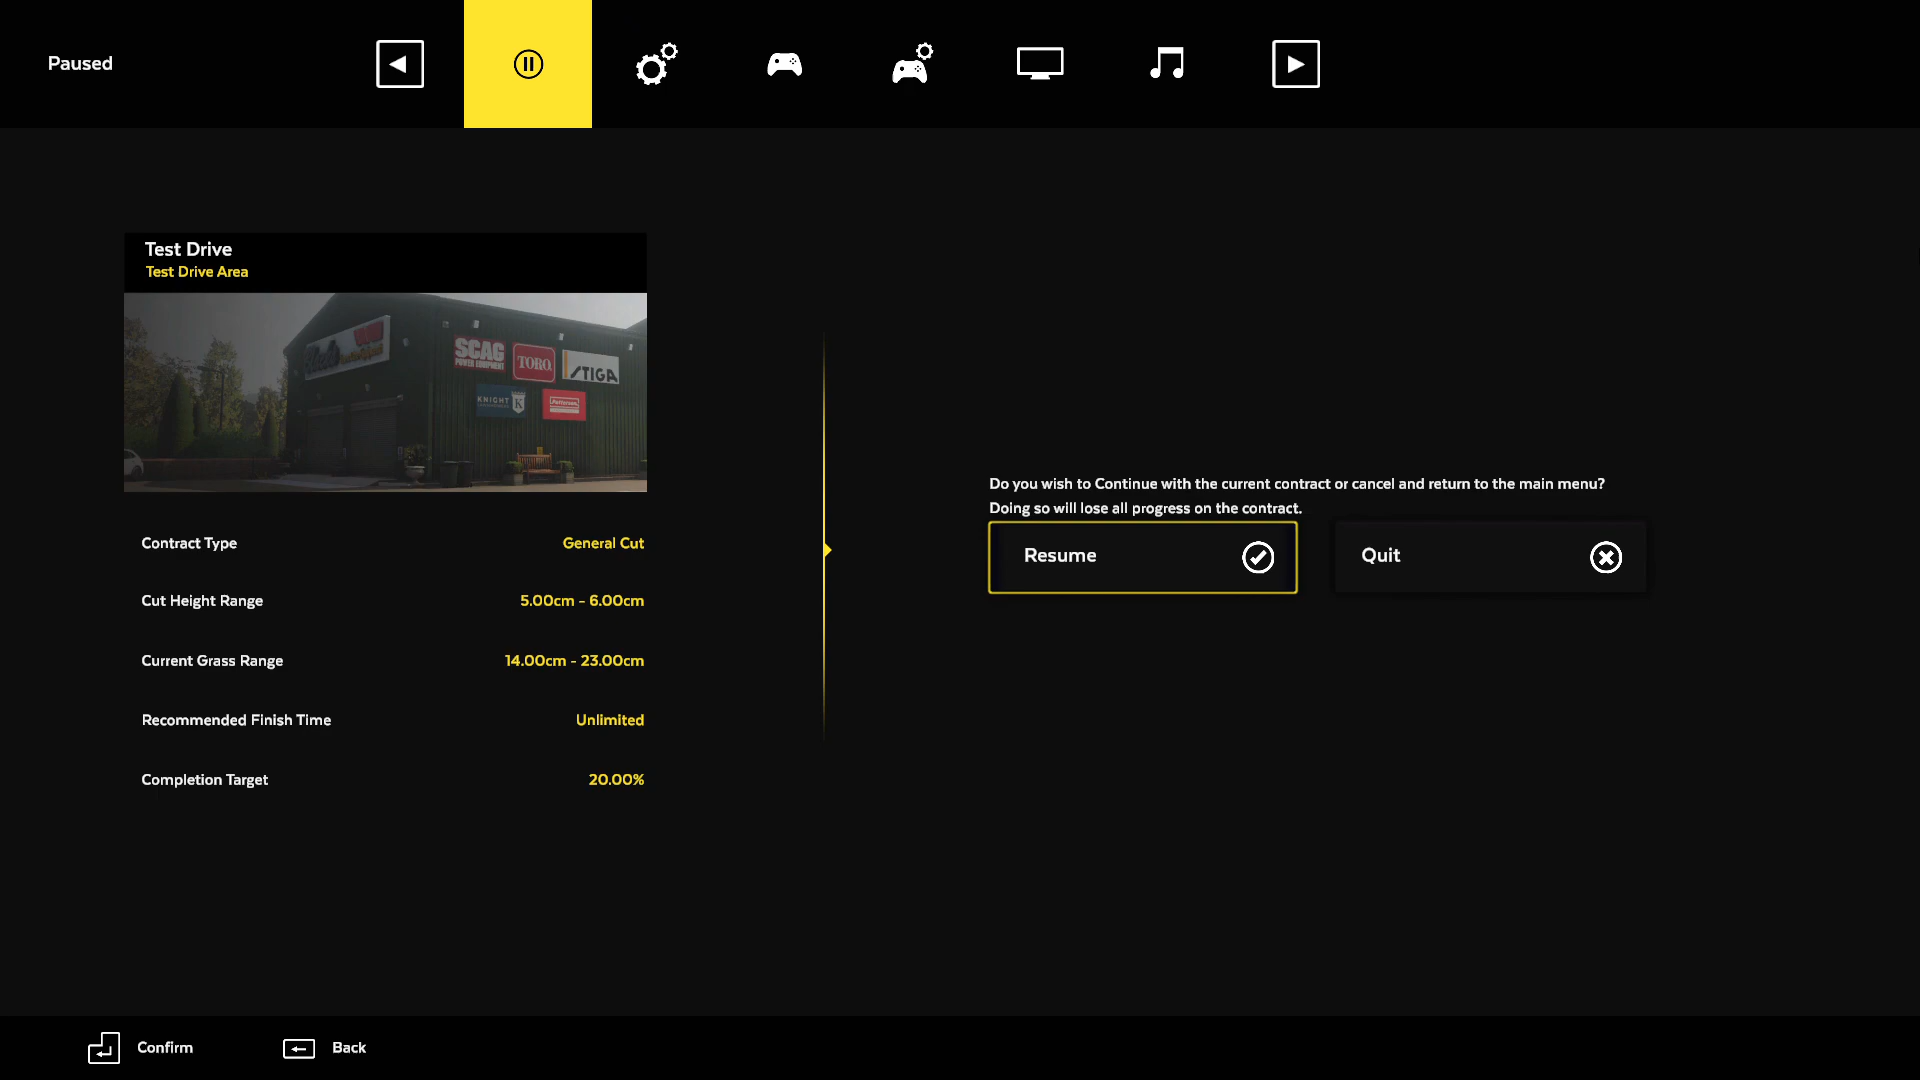 Paused
Test Drive
Test Drive Area
SCAG
POWER EQUIPMENT
TORO
STIGA
KNIGHT
Do you wish to Continue with the current contract or cancel and return to the main menu?
Doing so will lose all progress on the contract.
Resume
Quit
Contract Type General Cut
Cut Height Range 5.00cm - 6.00cm
Current Grass Range 14.00cm - 23.00cm
Recommended Finish Time Unlimited
Completion Target 20.00%
Confirm
Back